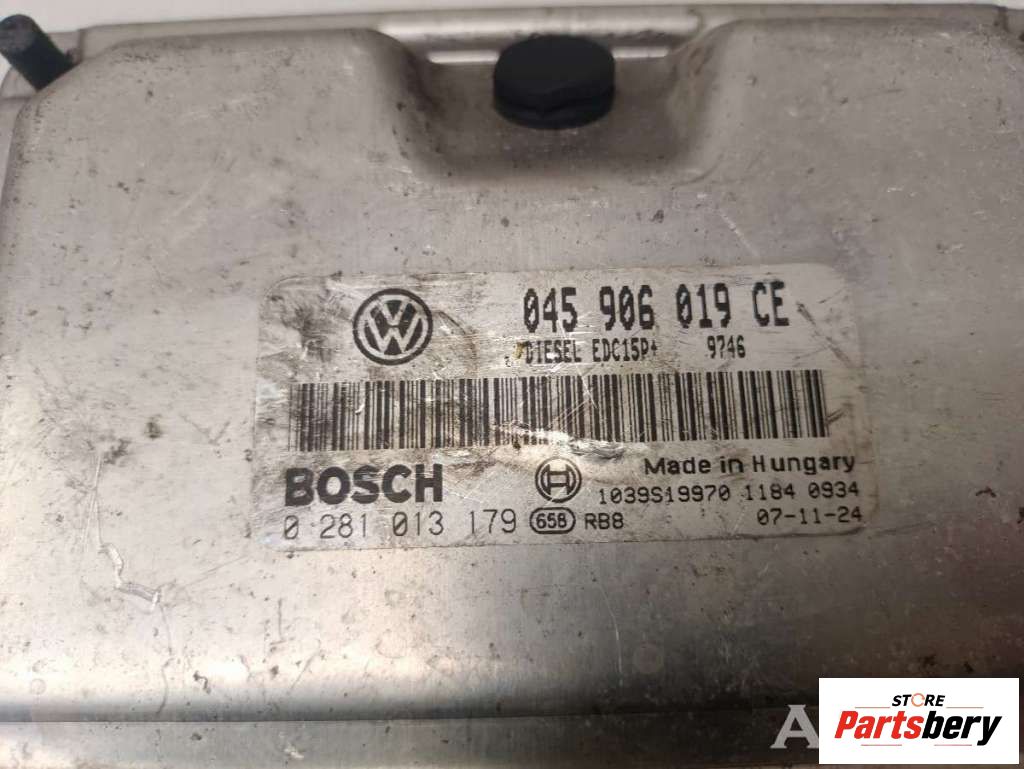 045 906 019 CE
DIESEL EDC15P+ 9746
BOSCH
Made in Hungary
1039S19970 1184 0934
0 281 013 179 658 RB8 07-11-24
STORE
Partsbery